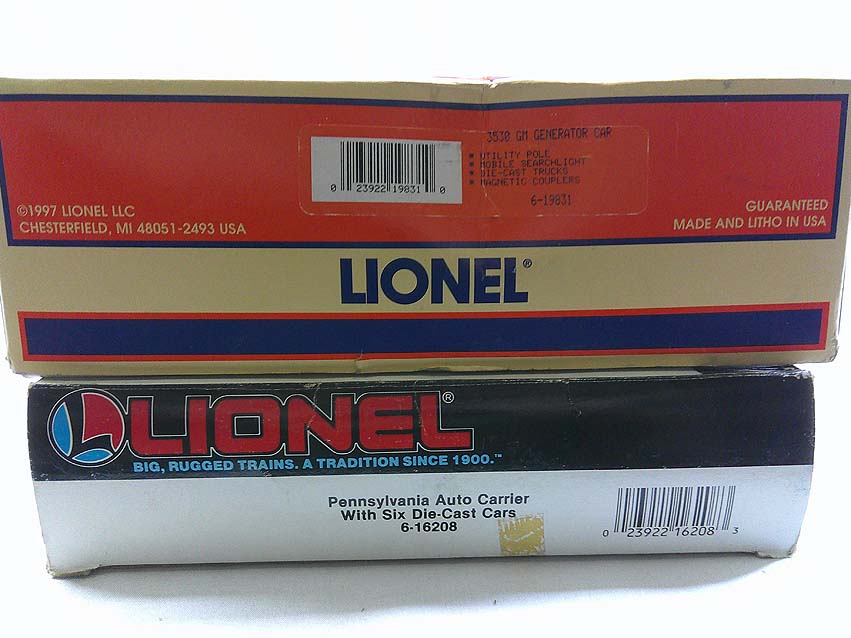 3530 GM GENERATOR CAR
▪ UTILITY POLE
▪ MOBILE SEARCHLIGHT
▪ DIE-CAST TRUCKS
▪ MAGNETIC COUPLERS
6-19831
0 23922 19831 0
©1997 LIONEL LLC
CHESTERFIELD, MI 48051-2493 USA
GUARANTEED
MADE AND LITHO IN USA
LIONEL®
LIONEL®
BIG, RUGGED TRAINS. A TRADITION SINCE 1900.™
Pennsylvania Auto Carrier
With Six Die-Cast Cars
6-16208
0 23922 16208 3